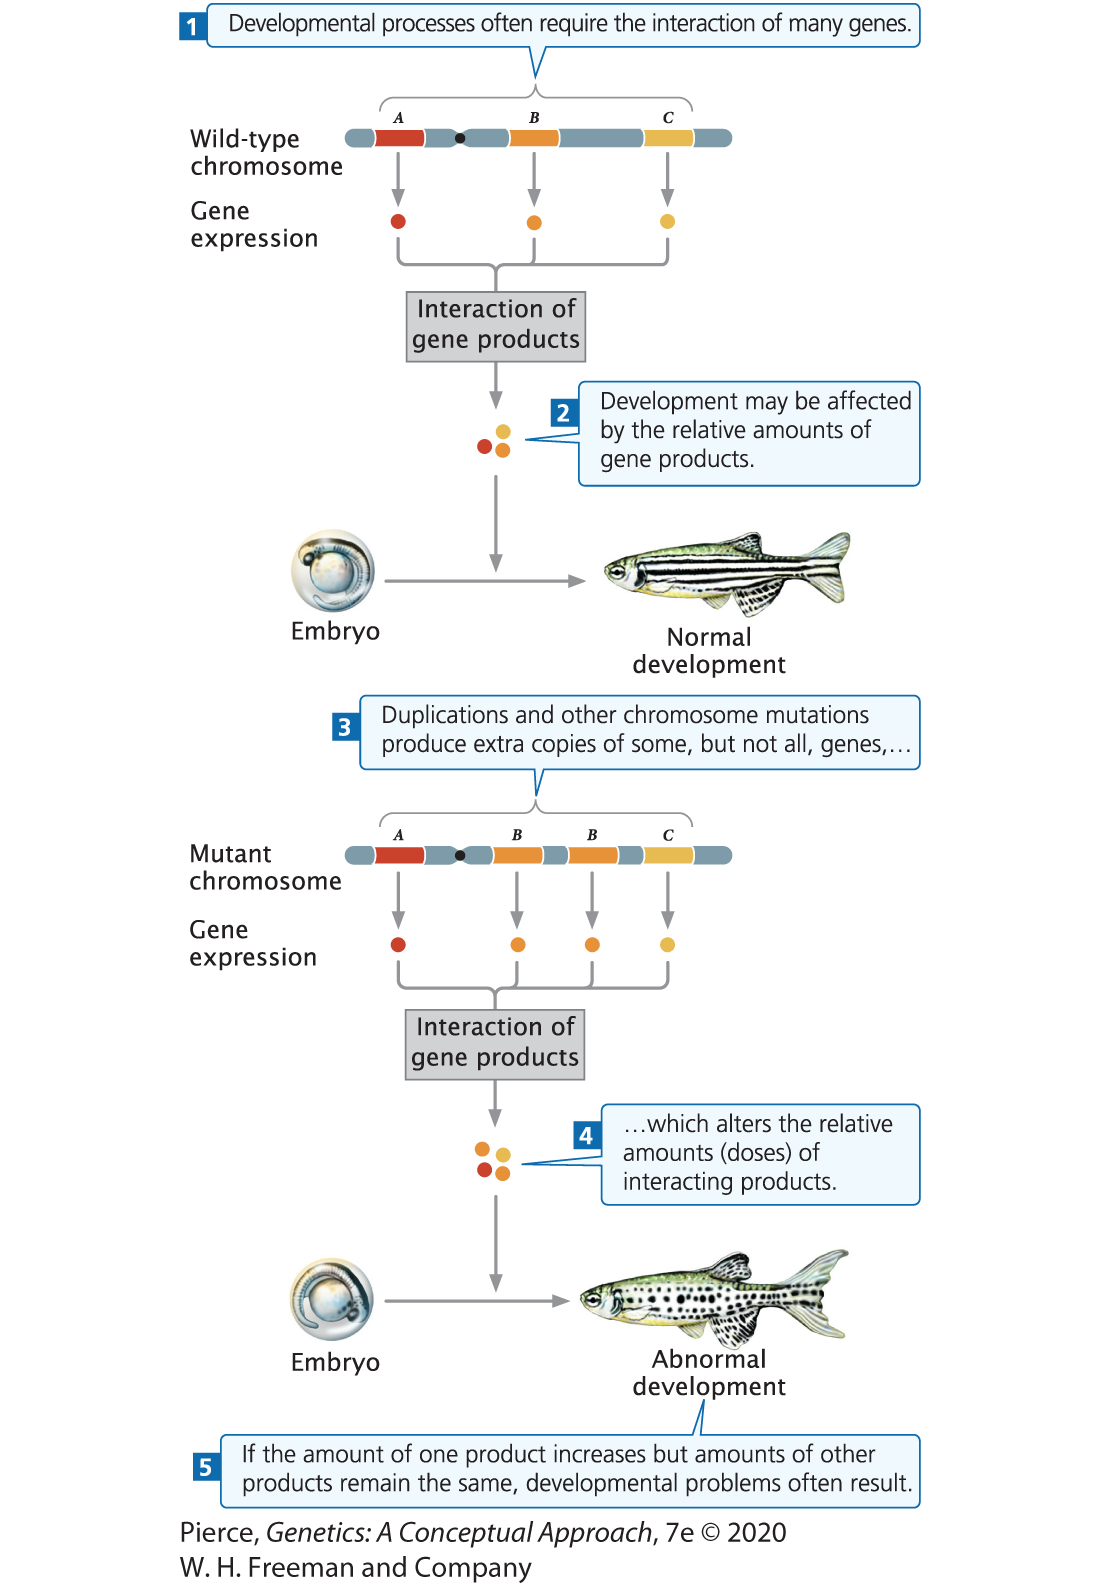 1 Developmental processes often require the interaction of many genes.
A B C
Wild-type
chromosome
Gene
expression
Interaction of
gene products
2 Development may be affected
by the relative amounts of
gene products.
Embryo
Normal
development
3 Duplications and other chromosome mutations
produce extra copies of some, but not all, genes,…
A B B C
Mutant
chromosome
Gene
expression
Interaction of
gene products
4 …which alters the relative
amounts (doses) of
interacting products.
Embryo
Abnormal
development
5 If the amount of one product increases but amounts of other
products remain the same, developmental problems often result.
Pierce, Genetics: A Conceptual Approach, 7e © 2020
W. H. Freeman and Company